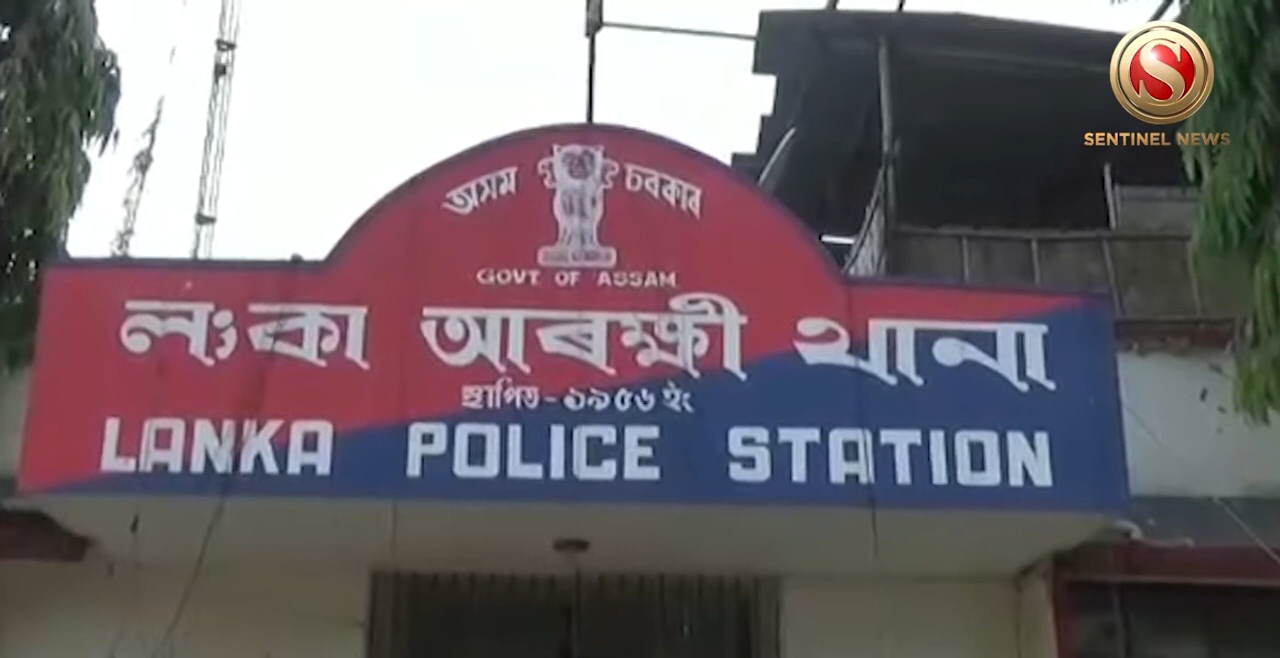 S
SENTINEL NEWS
অসম চৰকাৰ
GOVT OF ASSAM
লংকা আৰক্ষী থানা
স্থাপিত - ১৯৫৬ ইং
LANKA POLICE STATION